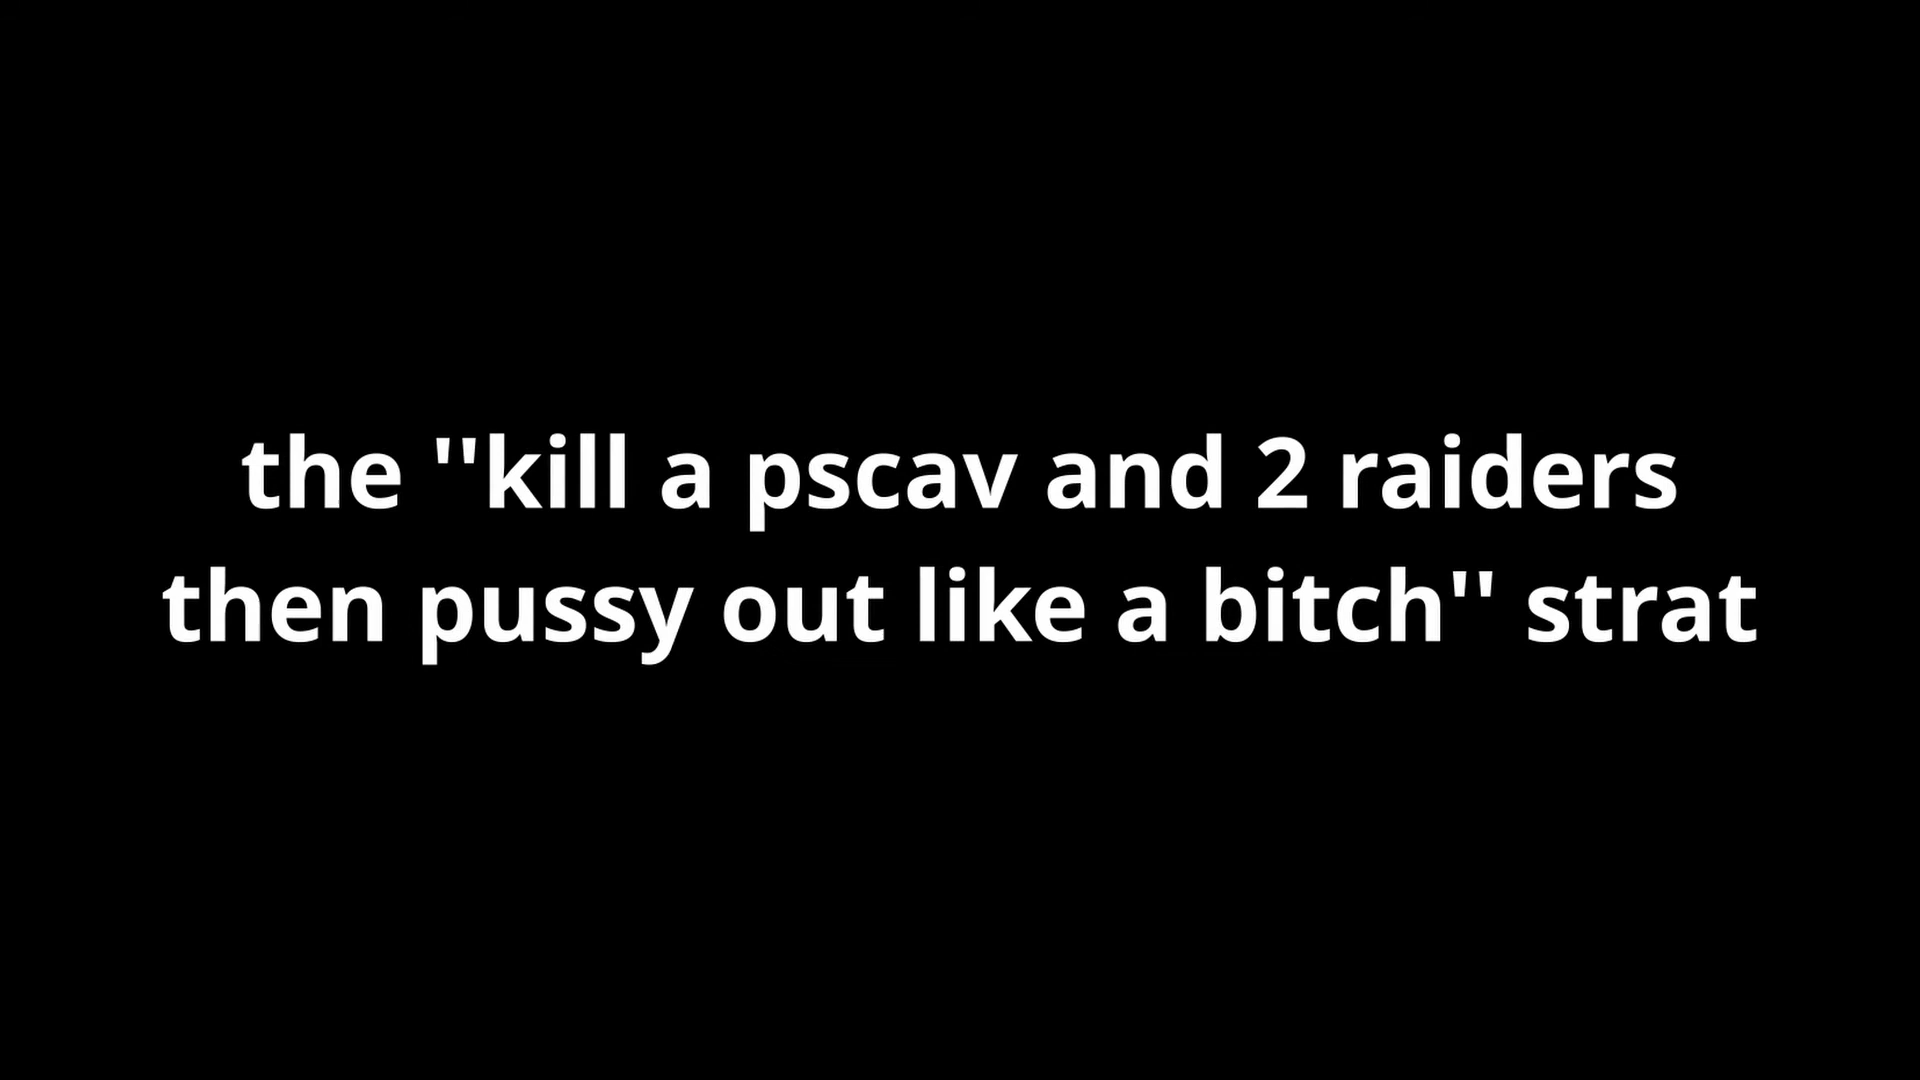 the ''kill a pscav and 2 raiders
then pussy out like a bitch'' strat